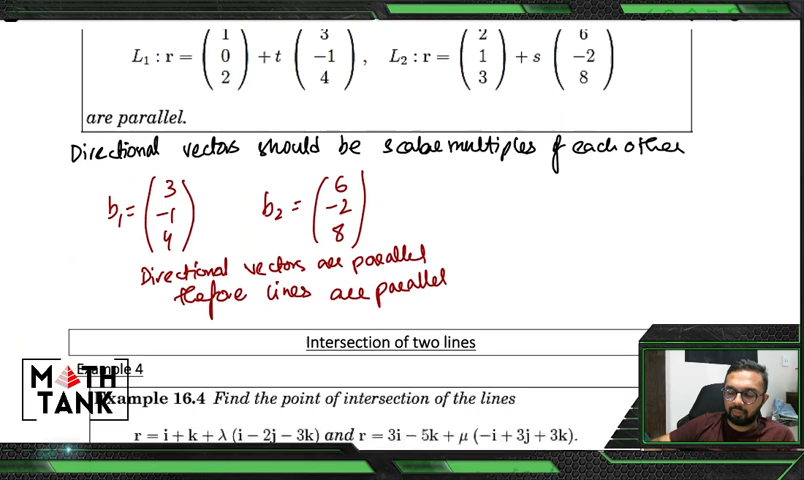 L₁ : r = ( 1 0 2 ) + t ( 3 −1 4 ) , L₂ : r = ( 2 1 3 ) + s ( 6 −2 8 )
are parallel.
Directional vectors should be scalar multiples of each other
b₁ = ( 3 −1 4 ) b₂ = ( 6 −2 8 )
Directional vectors are parallel
therefore lines are parallel
Intersection of two lines
Example 4
MATH
TANK
Example 16.4 Find the point of intersection of the lines
r = i + k + λ (i − 2j − 3k) and r = 3i − 5k + μ (−i + 3j + 3k).